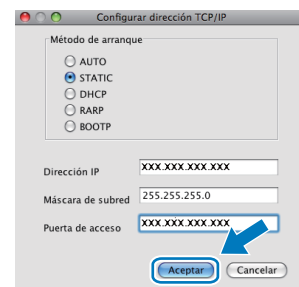 Configurar dirección TCP/IP
Método de arranque
AUTO
STATIC
DHCP
RARP
BOOTP
Dirección IP XXX.XXX.XXX.XXX
Máscara de subred 255.255.255.0
Puerta de acceso XXX.XXX.XXX.XXX
Aceptar Cancelar